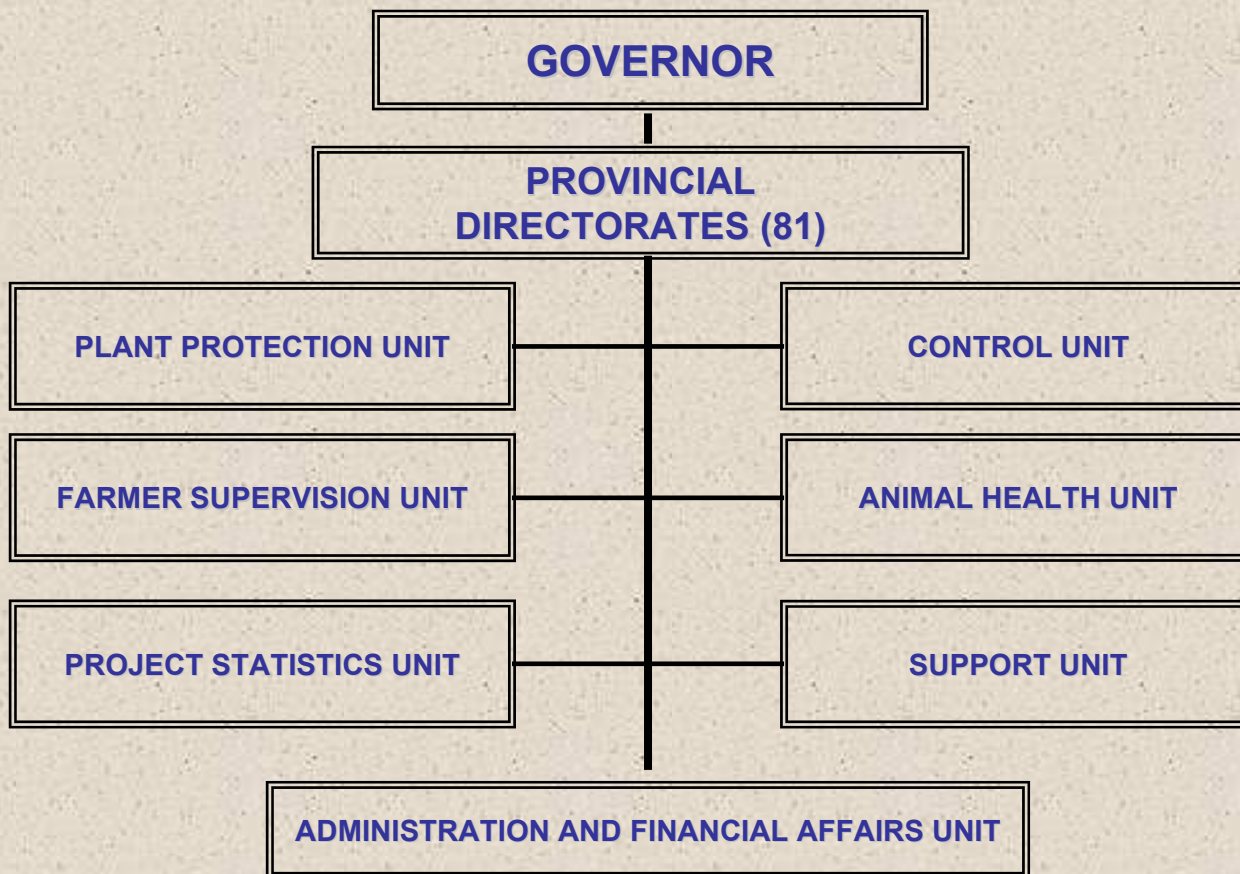 GOVERNOR
PROVINCIAL
DIRECTORATES (81)
PLANT PROTECTION UNIT
CONTROL UNIT
FARMER SUPERVISION UNIT
ANIMAL HEALTH UNIT
PROJECT STATISTICS UNIT
SUPPORT UNIT
ADMINISTRATION AND FINANCIAL AFFAIRS UNIT